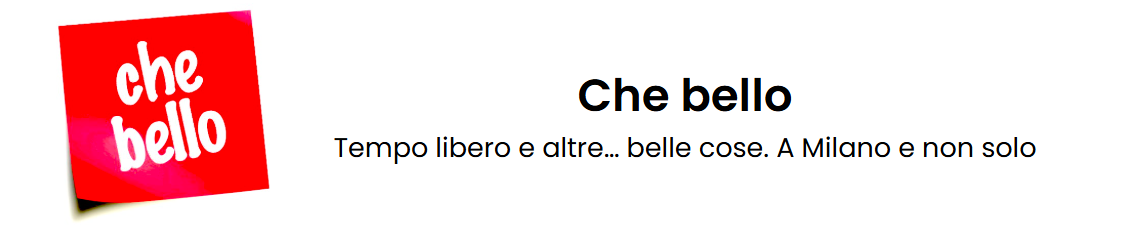 che
bello
Che bello
Tempo libero e altre... belle cose. A Milano e non solo